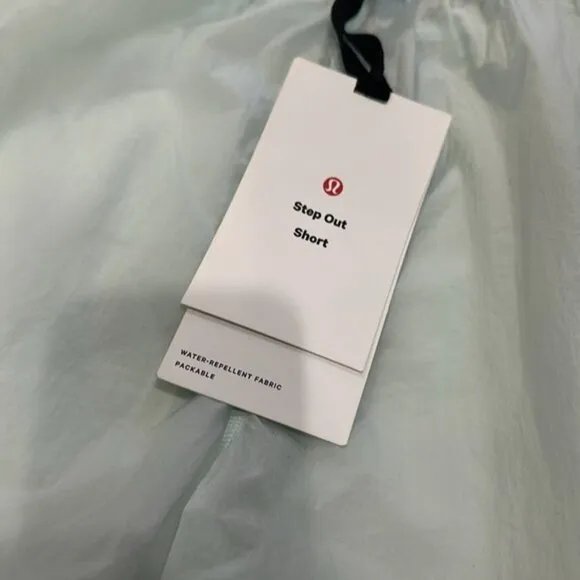 Step Out
Short
WATER-REPELLENT FABRIC
PACKABLE